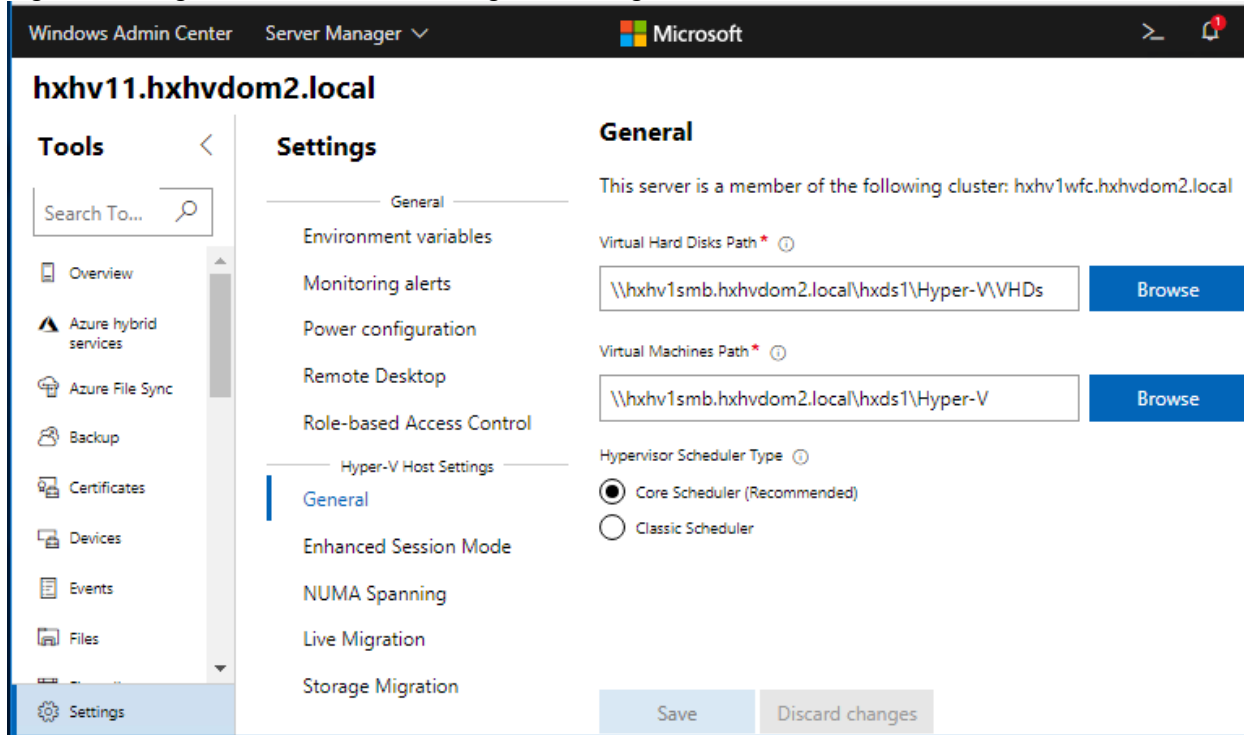 Windows Admin Center Server Manager Microsoft 1
hxhv11.hxhvdom2.local
Tools
Search To...
Overview
Azure hybrid
services
Azure File Sync
Backup
Certificates
Devices
Events
Files
Settings
Settings
General
Environment variables
Monitoring alerts
Power configuration
Remote Desktop
Role-based Access Control
Hyper-V Host Settings
General
Enhanced Session Mode
NUMA Spanning
Live Migration
Storage Migration
General
This server is a member of the following cluster: hxhv1wfc.hxhvdom2.local
Virtual Hard Disks Path *
\\hxhv1smb.hxhvdom2.local\hxds1\Hyper-V\VHDs Browse
Virtual Machines Path *
\\hxhv1smb.hxhvdom2.local\hxds1\Hyper-V Browse
Hypervisor Scheduler Type
Core Scheduler (Recommended)
Classic Scheduler
Save Discard changes